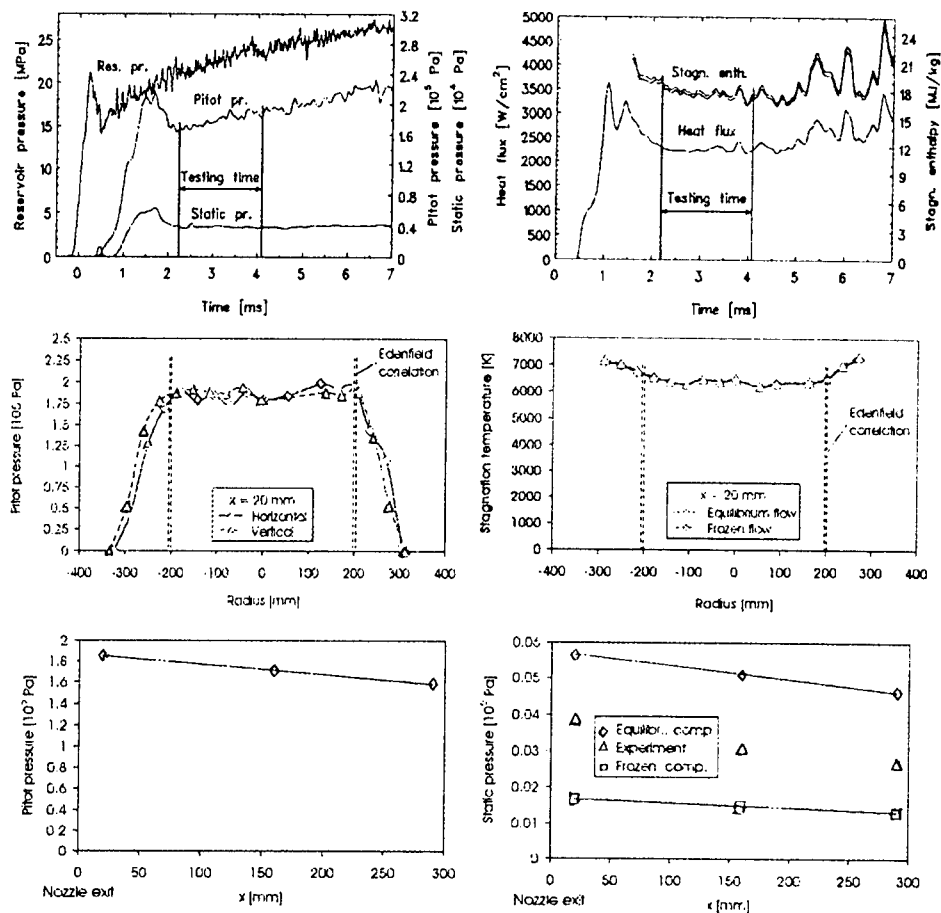 Reservoir pressure [MPa]
25
20
15
10
5
0
Res. pr.
Pitot pr.
Testing time
Static pr.
3.2
2.8
2.4
2
1.6
1.2
0.8
0.4
0
Pitot pressure [10⁵ Pa]
Static pressure [10⁴ Pa]
0 1 2 3 4 5 6 7
Time [ms]
Heat flux [W/cm²]
5000
4500
4000
3500
3000
2500
2000
1500
1000
500
0
Stagn. enth.
Heat flux
Testing time
24
21
18
15
12
9
6
3
0
Stagn. enthalpy [MJ/kg]
0 1 2 3 4 5 6 7
Time [ms]
Pitot pressure [105 Pa]
2.5
2.25
2
1.75
1.5
1.25
1
0.75
0.5
0.25
0
Edenfield
correlation
x = 20 mm
Horizontal
Vertical
-400 -300 -200 -100 0 100 200 300 400
Radius [mm]
Stagnation temperature [K]
8000
7000
6000
5000
4000
3000
2000
1000
0
Edenfield
correlation
x = 20 mm
Equilibrium flow
Frozen flow
-400 -300 -200 -100 0 100 200 300 400
Radius [mm]
Pitot pressure [10⁵ Pa]
2
1.8
1.6
1.4
1.2
1
0.8
0.6
0.4
0.2
0
0 50 100 150 200 250 300
Nozzle exit
x [mm]
Static pressure [10⁵ Pa]
0.06
0.05
0.04
0.03
0.02
0.01
0
Equilibr. comp.
Experiment
Frozen comp.
0 50 100 150 200 250 300
Nozzle exit
x [mm]